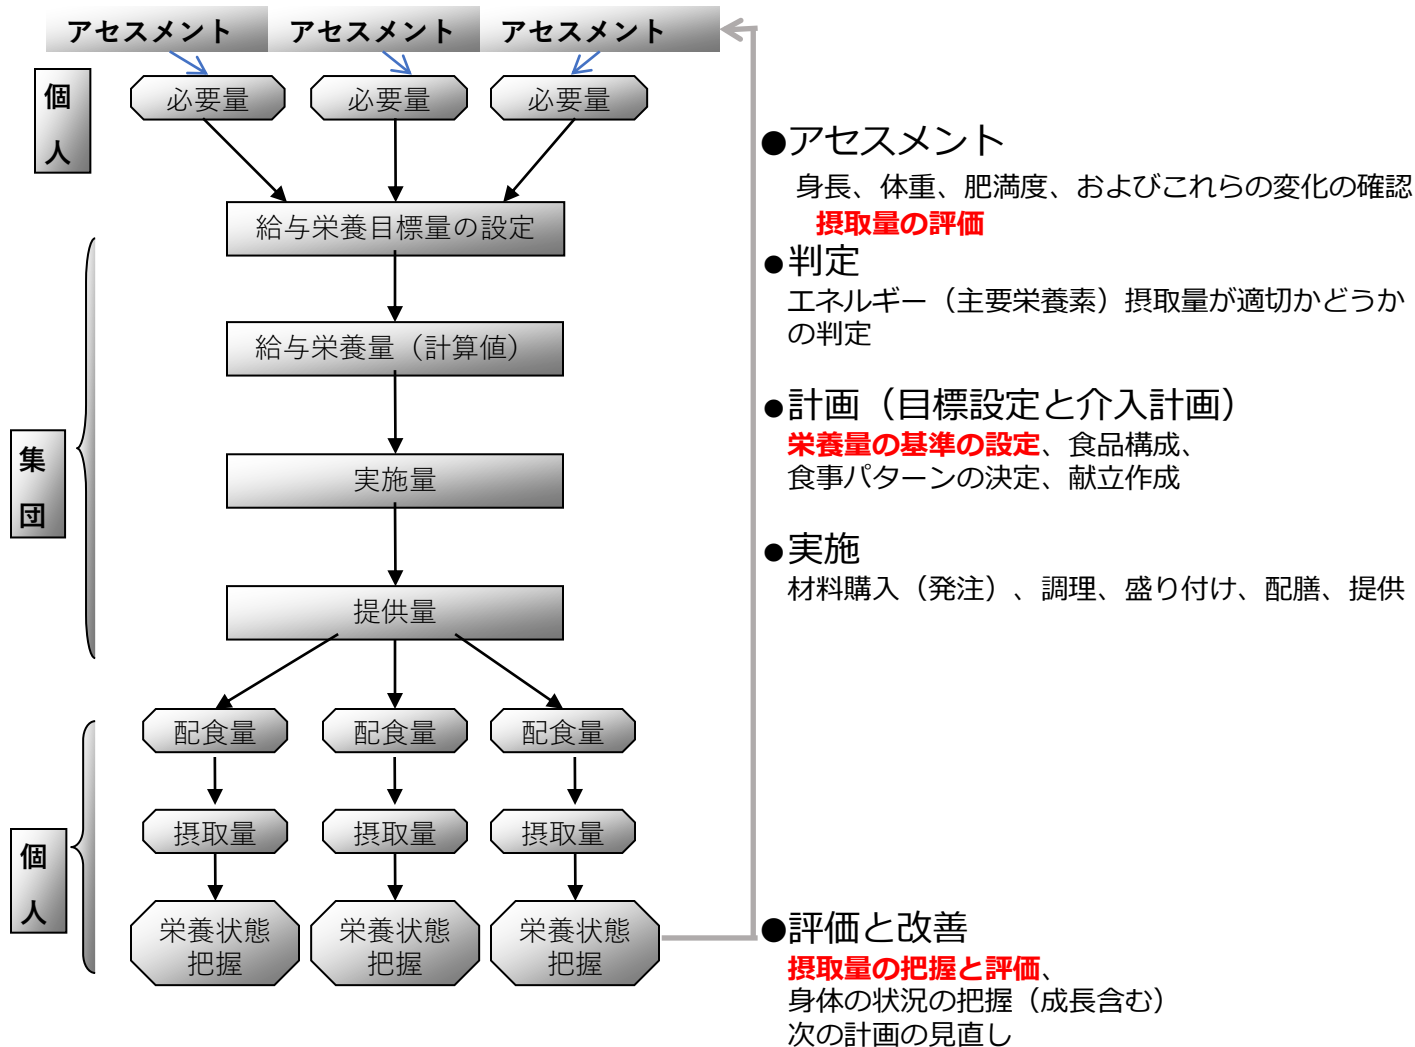 アセスメント
アセスメント
アセスメント
個
人
必要量
必要量
必要量
給与栄養目標量の設定
給与栄養量（計算値）
集
団
実施量
提供量
配食量
配食量
配食量
個
人
摂取量
摂取量
摂取量
栄養状態
把握
栄養状態
把握
栄養状態
把握
●アセスメント
身長、体重、肥満度、およびこれらの変化の確認
摂取量の評価
●判定
エネルギー（主要栄養素）摂取量が適切かどうか
の判定
●計画（目標設定と介入計画）
栄養量の基準の設定、食品構成、
食事パターンの決定、献立作成
●実施
材料購入（発注）、調理、盛り付け、配膳、提供
●評価と改善
摂取量の把握と評価、
身体の状況の把握（成長含む）
次の計画の見直し